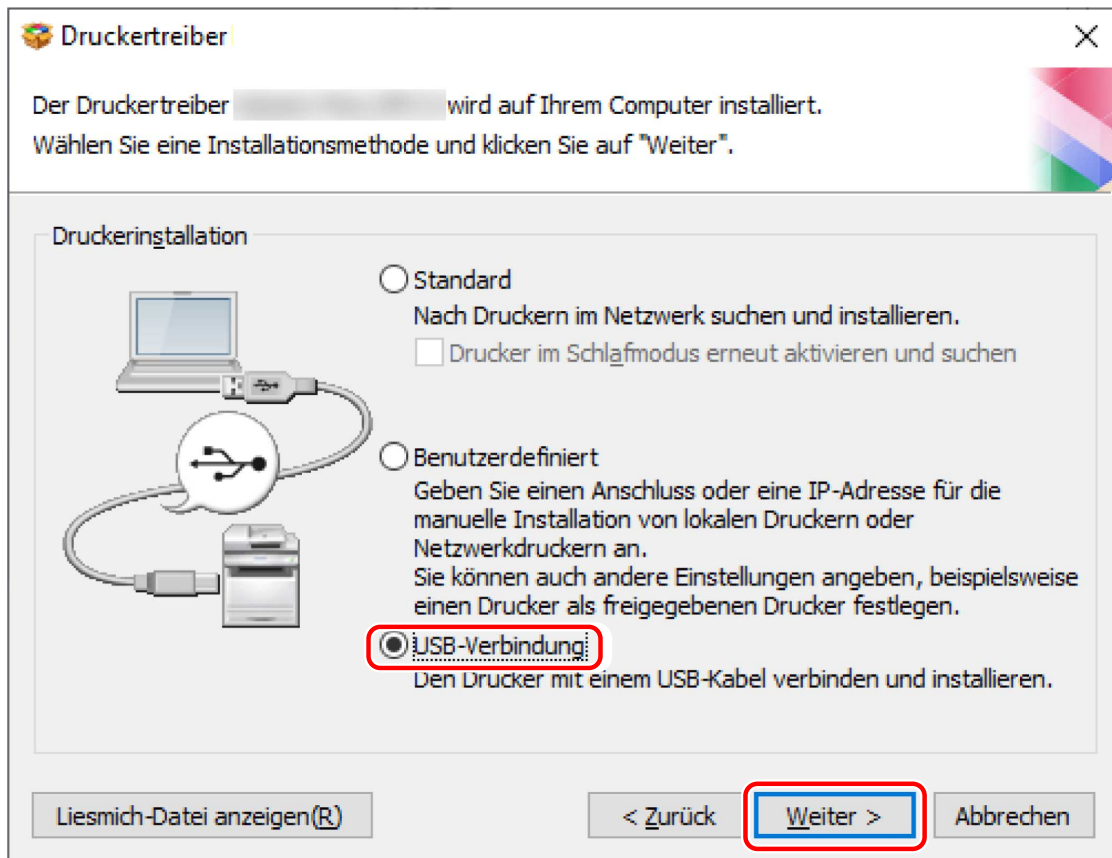 Druckertreiber
Der Druckertreiber wird auf Ihrem Computer installiert.
Wählen Sie eine Installationsmethode und klicken Sie auf "Weiter".
Druckerinstallation
Standard
Nach Druckern im Netzwerk suchen und installieren.
Drucker im Schlafmodus erneut aktivieren und suchen
Benutzerdefiniert
Geben Sie einen Anschluss oder eine IP-Adresse für die
manuelle Installation von lokalen Druckern oder
Netzwerkdruckern an.
Sie können auch andere Einstellungen angeben, beispielsweise
einen Drucker als freigegebenen Drucker festlegen.
USB-Verbindung
Den Drucker mit einem USB-Kabel verbinden und installieren.
Liesmich-Datei anzeigen(R)
< Zurück
Weiter >
Abbrechen